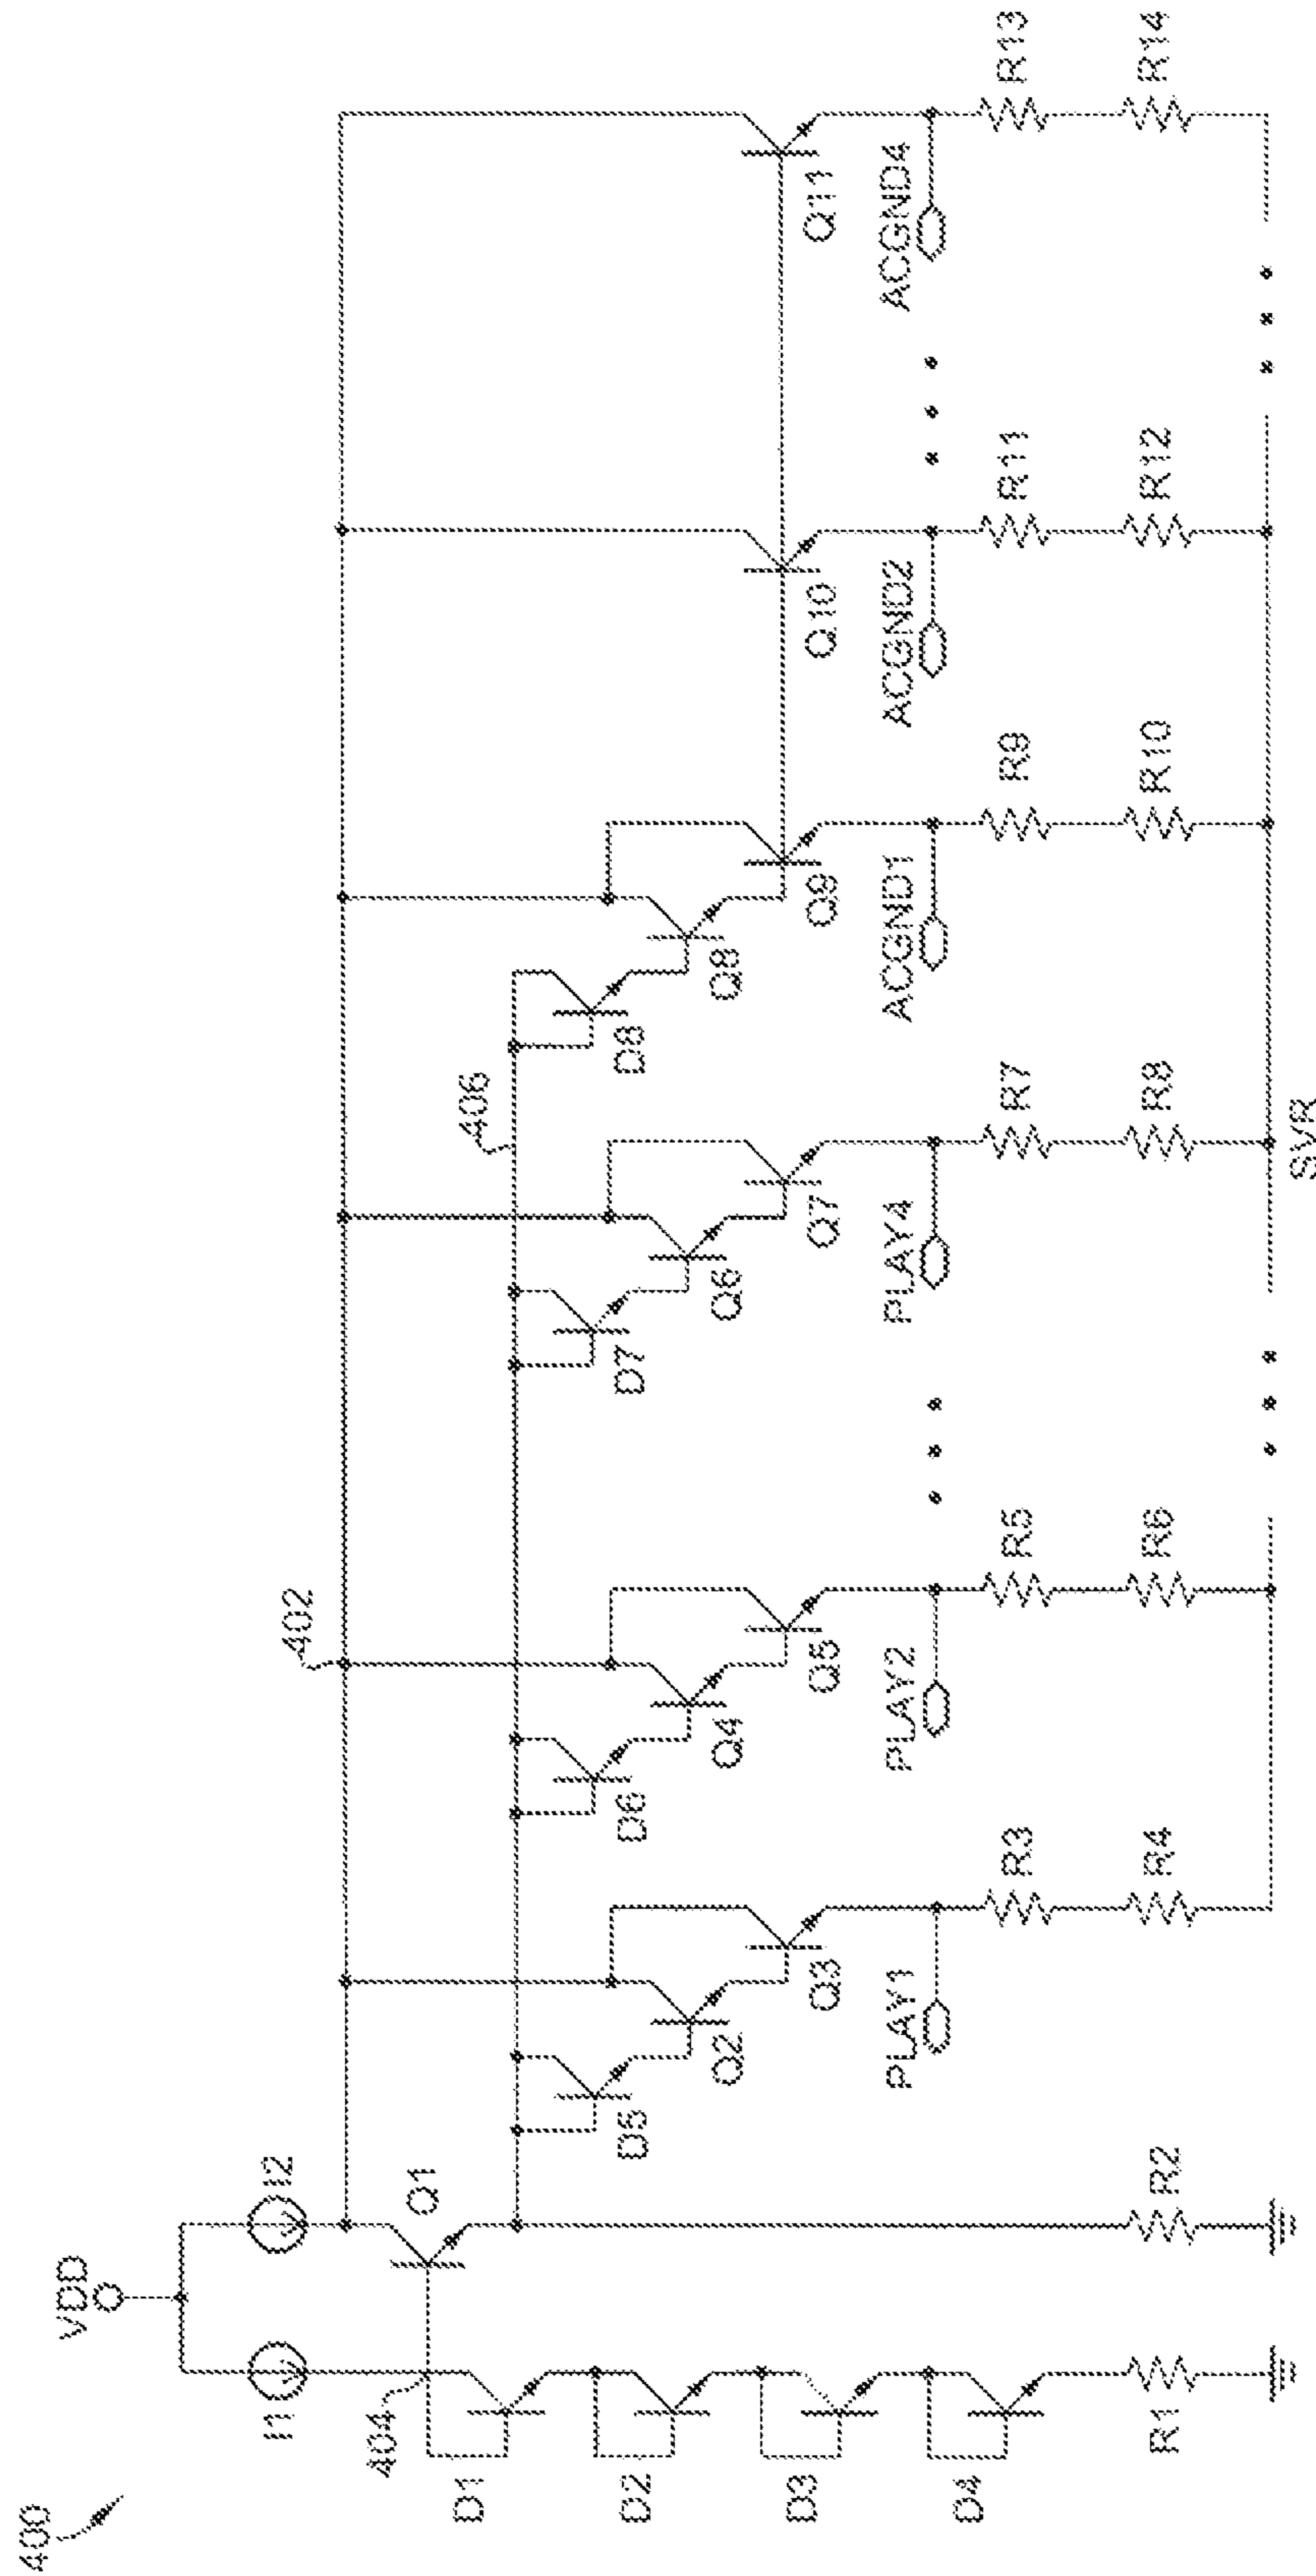 400
VDD
I1
I2
402
404
Q1
406
D1
D2
D3
D4
R1
R2
D5
Q2
Q3
PLAY1
R3
R4
D6
Q4
Q5
PLAY2
R5
R6
D7
Q6
Q7
PLAY4
R7
R8
D8
Q8
Q9
ACGND1
R9
R10
Q10
ACGND2
R11
R12
Q11
ACGND4
R13
R14
SVR